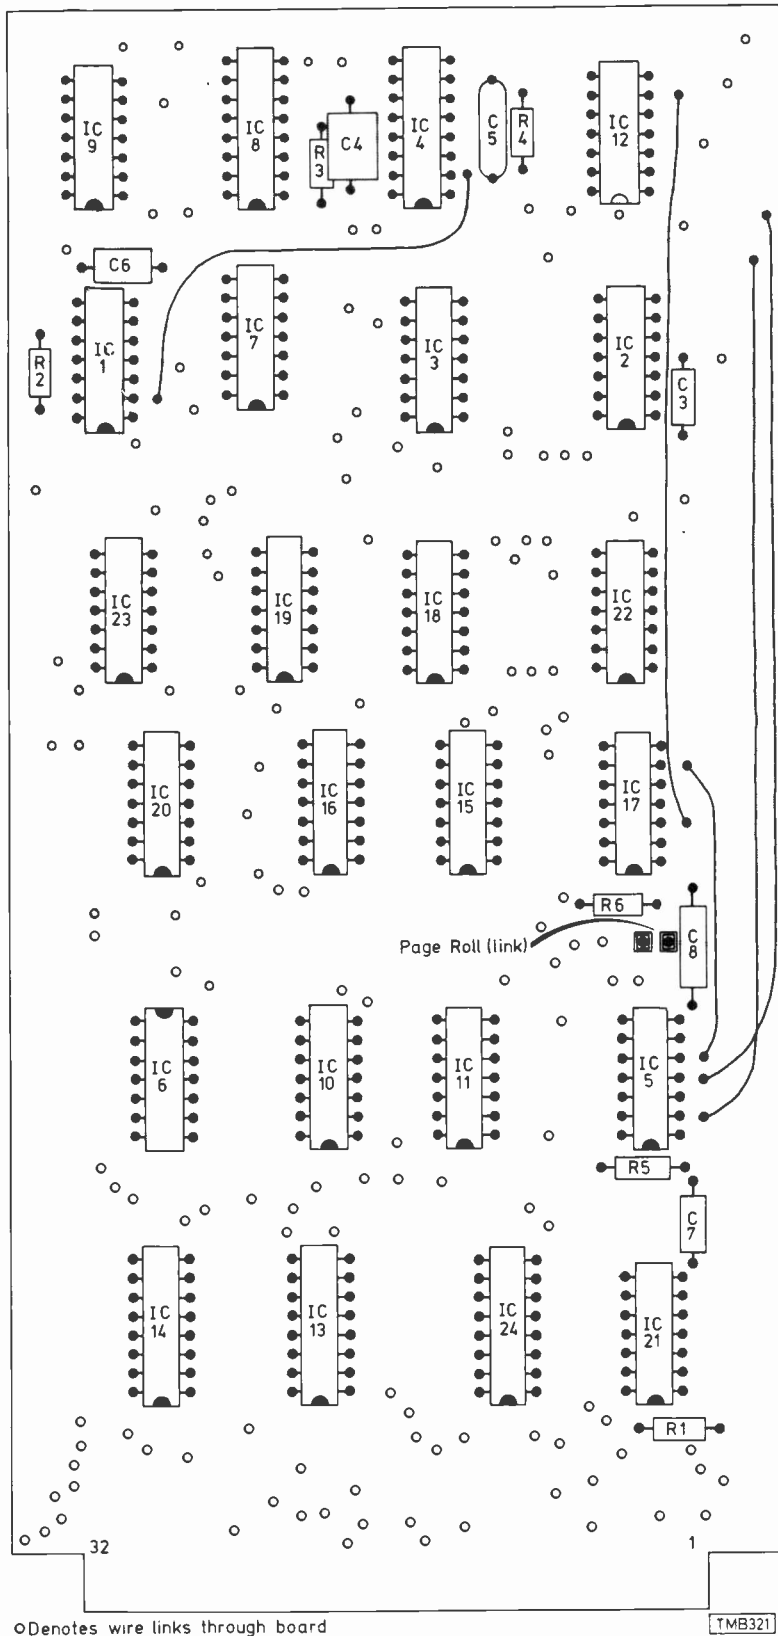 IC
9
IC
8
R
3
C4
IC
4
C
5
R
4
IC
12
C6
R
2
IC
1
IC
7
IC
3
IC
2
C
3
IC
23
IC
19
IC
18
IC
22
IC
20
IC
16
IC
15
IC
17
R6
Page Roll (link)
C
8
IC
6
IC
10
IC
11
IC
5
R5
C
7
IC
14
IC
13
IC
24
IC
21
R1
32
1
oDenotes wire links through board
TMB321